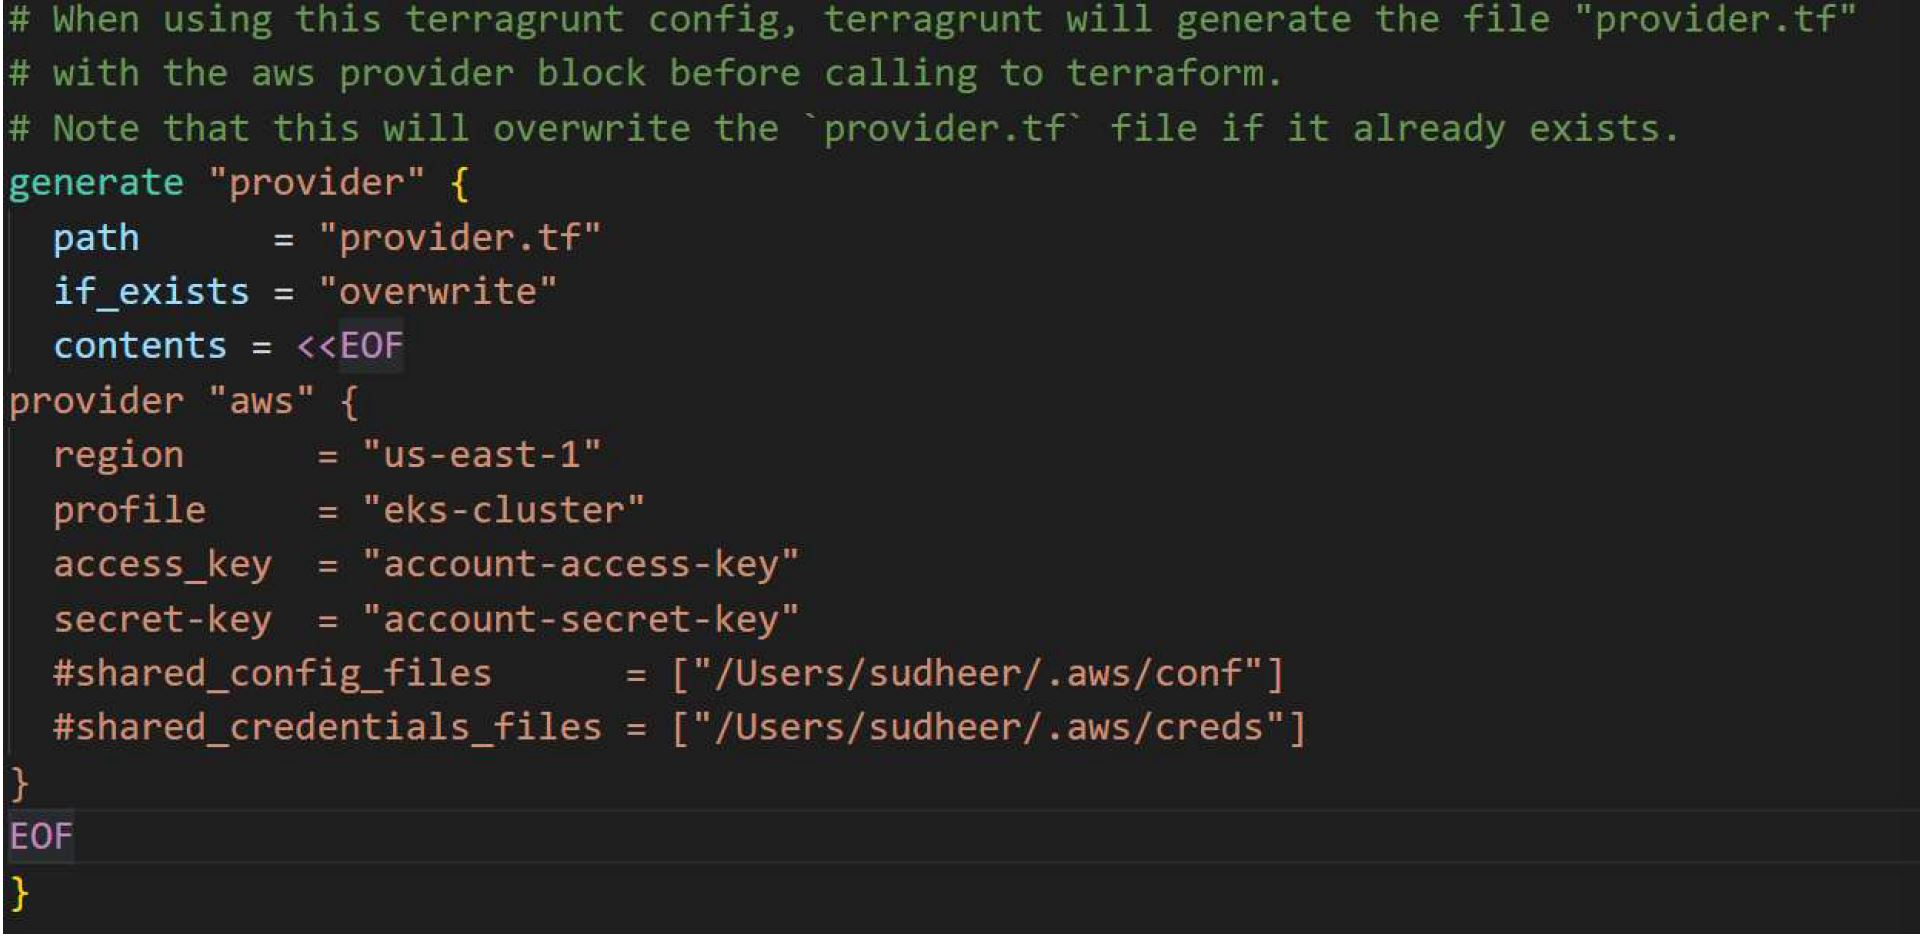 # When using this terragrunt config, terragrunt will generate the file "provider.tf"
# with the aws provider block before calling to terraform.
# Note that this will overwrite the `provider.tf` file if it already exists.
generate "provider" {
  path      = "provider.tf"
  if_exists = "overwrite"
  contents = <<EOF
provider "aws" {
  region      = "us-east-1"
  profile     = "eks-cluster"
  access_key  = "account-access-key"
  secret-key  = "account-secret-key"
  #shared_config_files      = ["/Users/sudheer/.aws/conf"]
  #shared_credentials_files = ["/Users/sudheer/.aws/creds"]
}
EOF
}